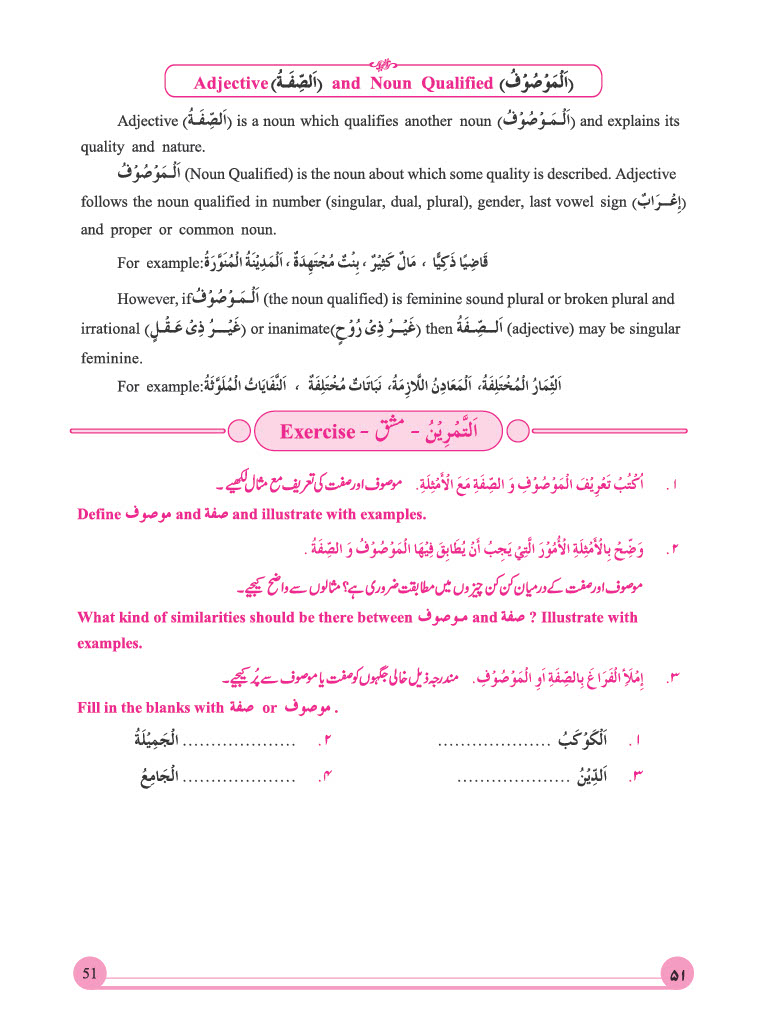 Adjective (اَلصِّفَةُ) and Noun Qualified (اَلْمَوْصُوْفُ)
Adjective (اَلصِّفَةُ) is a noun which qualifies another noun (اَلْمَوْصُوْفُ) and explains its
quality and nature.
اَلْمَوْصُوْفُ (Noun Qualified) is the noun about which some quality is described. Adjective
follows the noun qualified in number (singular, dual, plural), gender, last vowel sign (إِعْرَابٌ)
and proper or common noun.
For example: قَاضِيًا ذَكِيًّا ، مَالٌ كَثِيْرٌ ، بِنْتٌ مُجْتَهِدَةٌ ، اَلْمَدِيْنَةُ الْمُنَوَّرَةُ
However, if اَلْمَوْصُوْفُ (the noun qualified) is feminine sound plural or broken plural and
irrational (غَيْرُ ذِىْ عَقْلٍ) or inanimate (غَيْرُ ذِىْ رُوْحٍ) then اَلصِّفَةُ (adjective) may be singular
feminine.
For example: اَلثِّمَارُ الْمُخْتَلِفَةُ، اَلْمَعَادِنُ اللَّازِمَةُ، نَبَاتَاتٌ مُخْتَلِفَةٌ ، اَلنَّفَايَاتُ الْمُلَوَّثَةُ
اَلتَّمْرِيْنُ - مشق - Exercise
۱. اُكْتُبْ تَعْرِيْفَ الْمَوْصُوْفِ وَ الصِّفَةِ مَعَ الْأَمْثِلَةِ. موصوف اور صفت کی تعریف مع مثال لکھیے۔
Define موصوف and صفة and illustrate with examples.
۲. وَضِّحْ بِالْأَمْثِلَةِ الْأُمُوْرَ الَّتِيْ يَجِبُ أَنْ يُطَابِقَ فِيْهَا الْمَوْصُوْفُ وَ الصِّفَةُ .
موصوف اور صفت کے درمیان کن کن چیزوں میں مطابقت ضروری ہے؟ مثالوں سے واضح کیجیے۔
What kind of similarities should be there between موصوف and صفة ? Illustrate with
examples.
۳. إِمْلَأِ الْفَرَاغَ بِالصِّفَةِ اَوِ الْمَوْصُوْفِ. مندرجہ ذیل خالی جگہوں کو صفت یا موصوف سے پُر کیجیے۔
Fill in the blanks with صفة or موصوف .
۱. اَلْكَوْكَبُ .................... ۲. .................... الْجَمِيْلَةُ
۳. اَلدِّيْنُ .................... ۴. .................... الْجَامِعُ
51 ۵۱